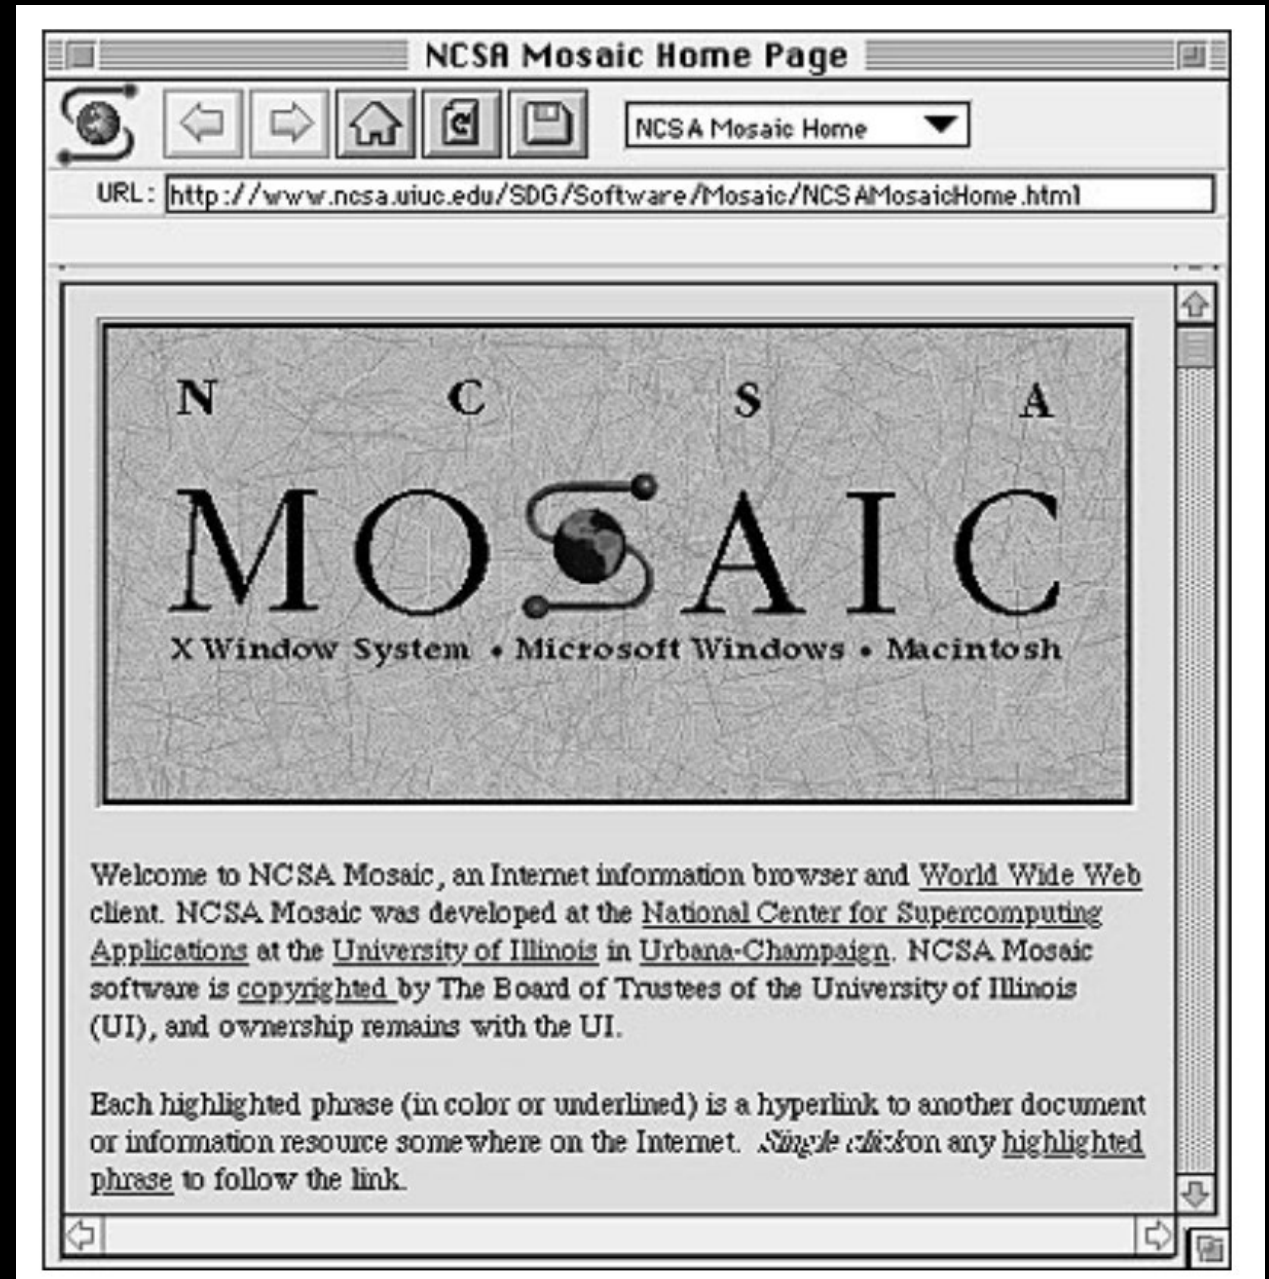 NCSA Mosaic Home Page
NCSA Mosaic Home
URL: http://www.ncsa.uiuc.edu/SDG/Software/Mosaic/NCSAMosaicHome.html
N C S A
MOSAIC
X Window System • Microsoft Windows • Macintosh
Welcome to NCSA Mosaic, an Internet information browser and World Wide Web
client. NCSA Mosaic was developed at the National Center for Supercomputing
Applications at the University of Illinois in Urbana-Champaign. NCSA Mosaic
software is copyrighted by The Board of Trustees of the University of Illinois
(UI), and ownership remains with the UI.
Each highlighted phrase (in color or underlined) is a hyperlink to another document
or information resource somewhere on the Internet. Single click on any highlighted
phrase to follow the link.